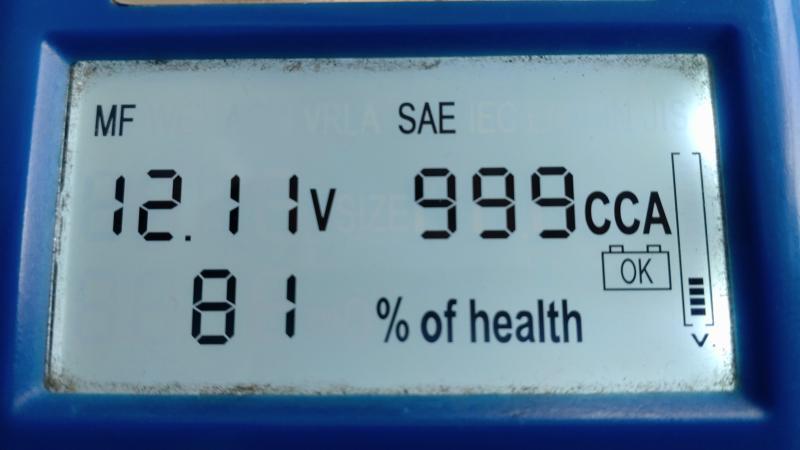 MF SAE
12.11V 999CCA
OK
81 % of health